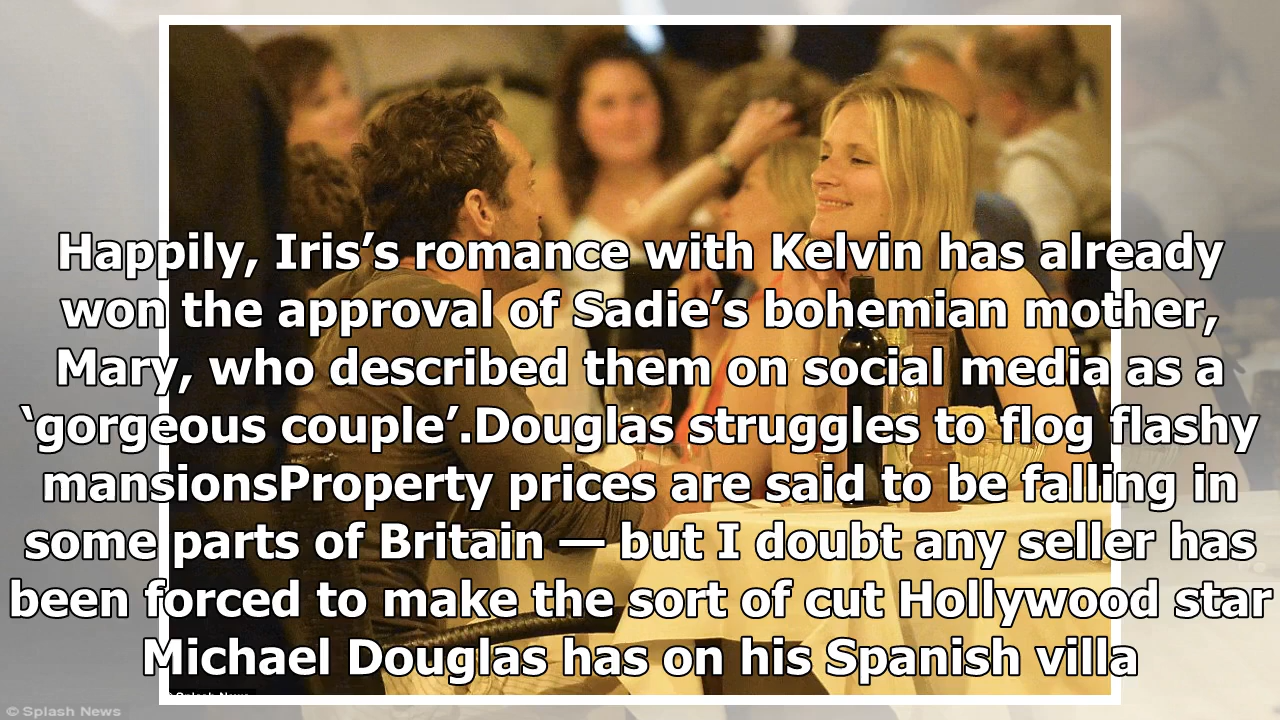 Happily, Iris’s romance with Kelvin has already
won the approval of Sadie’s bohemian mother,
Mary, who described them on social media as a
‘gorgeous couple’.Douglas struggles to flog flashy
mansionsProperty prices are said to be falling in
some parts of Britain — but I doubt any seller has
been forced to make the sort of cut Hollywood star
Michael Douglas has on his Spanish villa
© Splash News
© Splash News